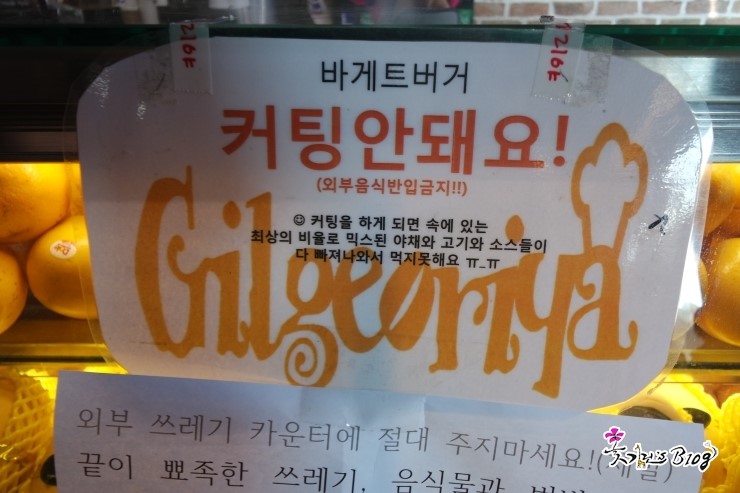 바게트버거
커팅안돼요!
(외부음식반입금지!!)
☺ 커팅을 하게 되면 속에 있는
최상의 비율로 믹스된 야채와 고기와 소스들이
다 빠져나와서 먹지못해요 ㅠ_ㅠ
Gilgeoriya
외부 쓰레기 카운터에 절대 주지마세요!(제발)
끝이 뾰족한 쓰레기, 음식물과
Blog